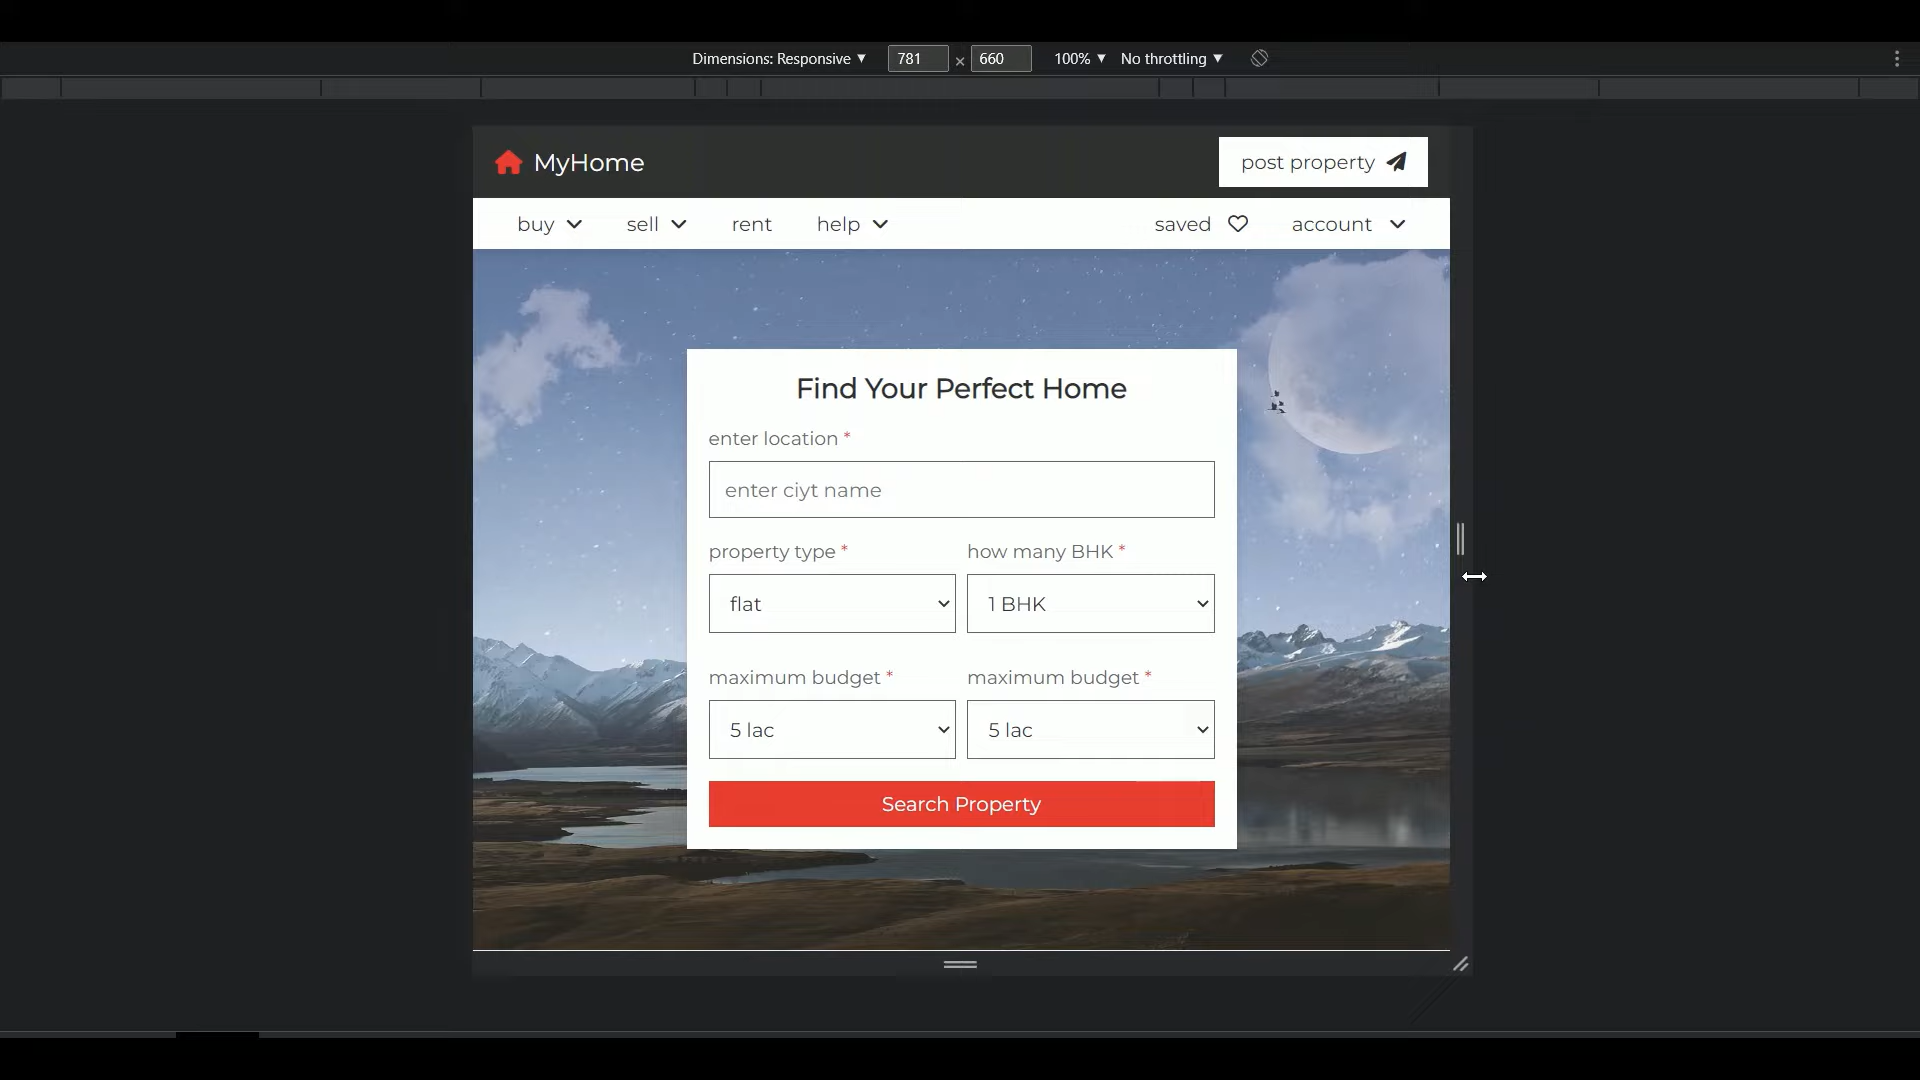 Dimensions: Responsive 781 × 660 100% No throttling
MyHome post property
buy sell rent help saved account
Find Your Perfect Home
enter location *
enter ciyt name
property type * how many BHK *
flat 1 BHK
maximum budget * maximum budget *
5 lac 5 lac
Search Property